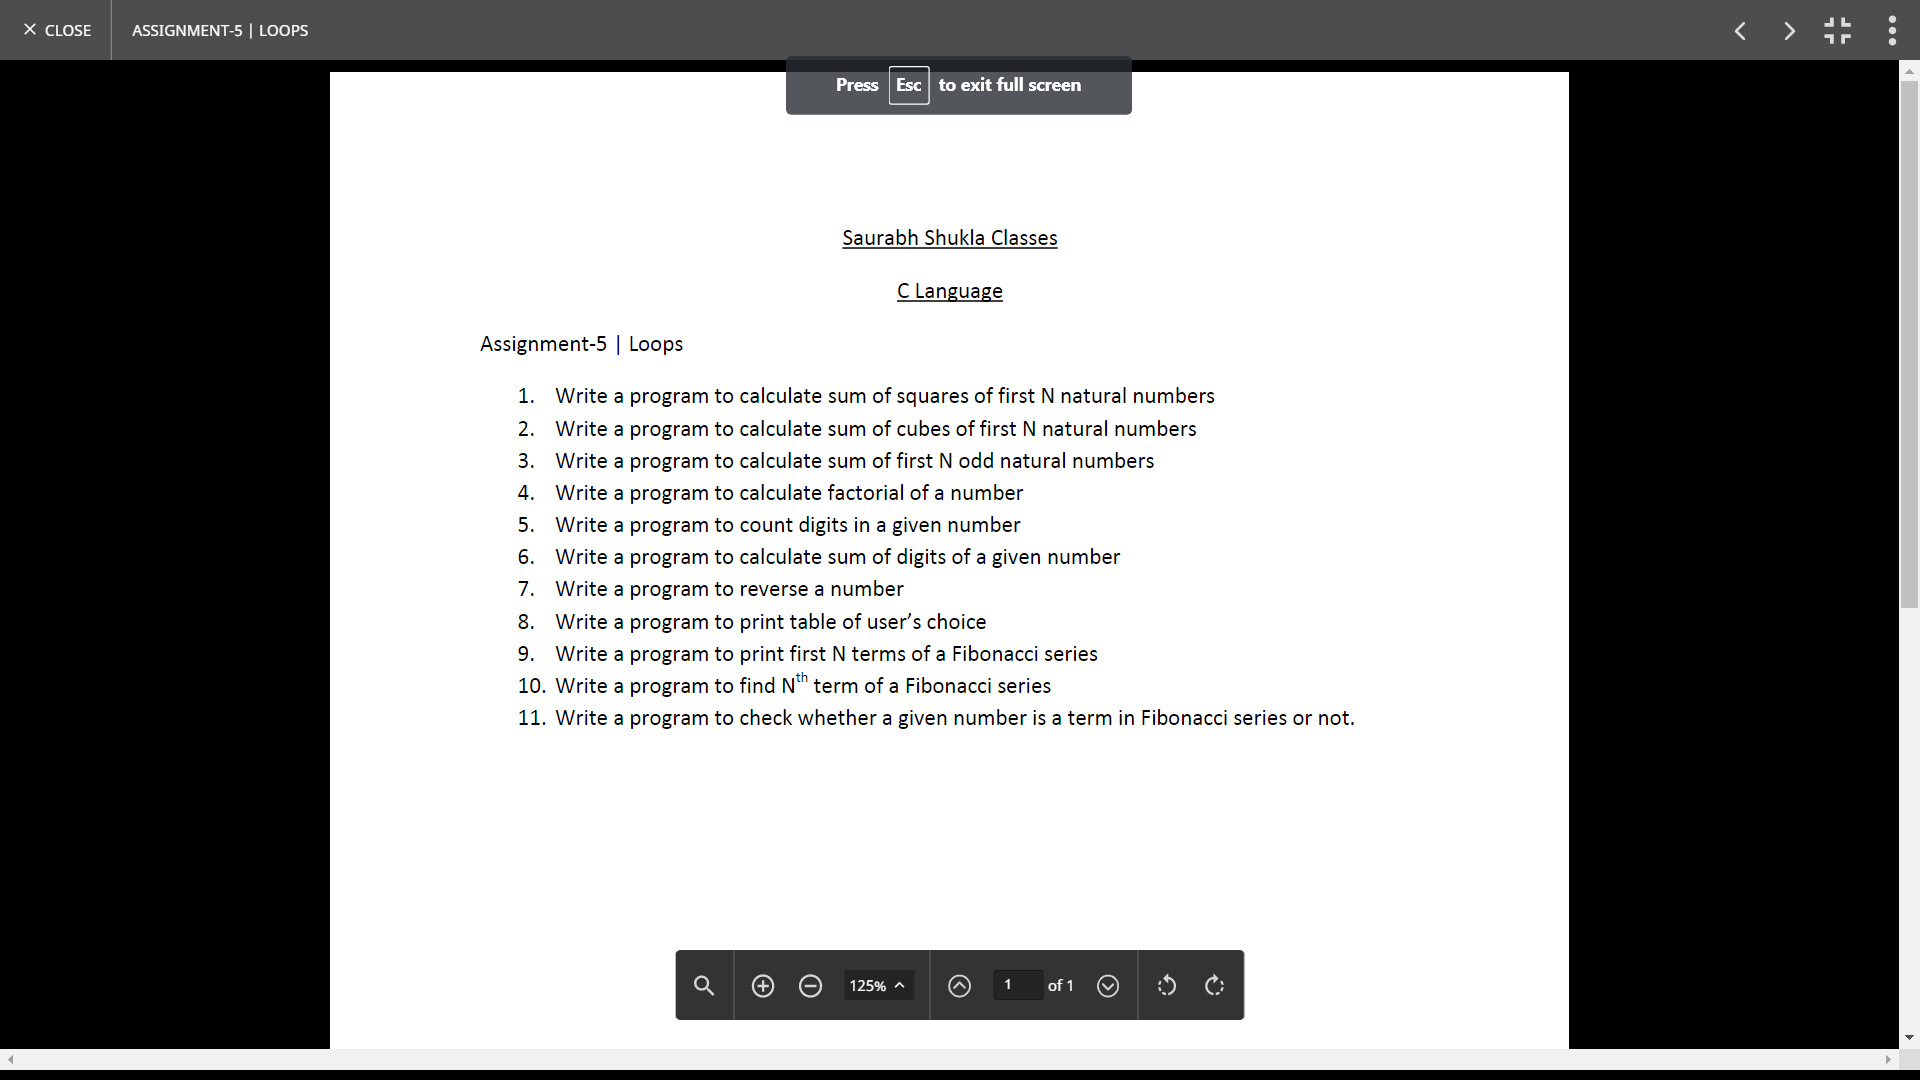 CLOSE
ASSIGNMENT-5 | LOOPS
Press Esc to exit full screen
Saurabh Shukla Classes
C Language
Assignment-5 | Loops
1. Write a program to calculate sum of squares of first N natural numbers
2. Write a program to calculate sum of cubes of first N natural numbers
3. Write a program to calculate sum of first N odd natural numbers
4. Write a program to calculate factorial of a number
5. Write a program to count digits in a given number
6. Write a program to calculate sum of digits of a given number
7. Write a program to reverse a number
8. Write a program to print table of user’s choice
9. Write a program to print first N terms of a Fibonacci series
10. Write a program to find Nth term of a Fibonacci series
11. Write a program to check whether a given number is a term in Fibonacci series or not.
125% 1 of 1